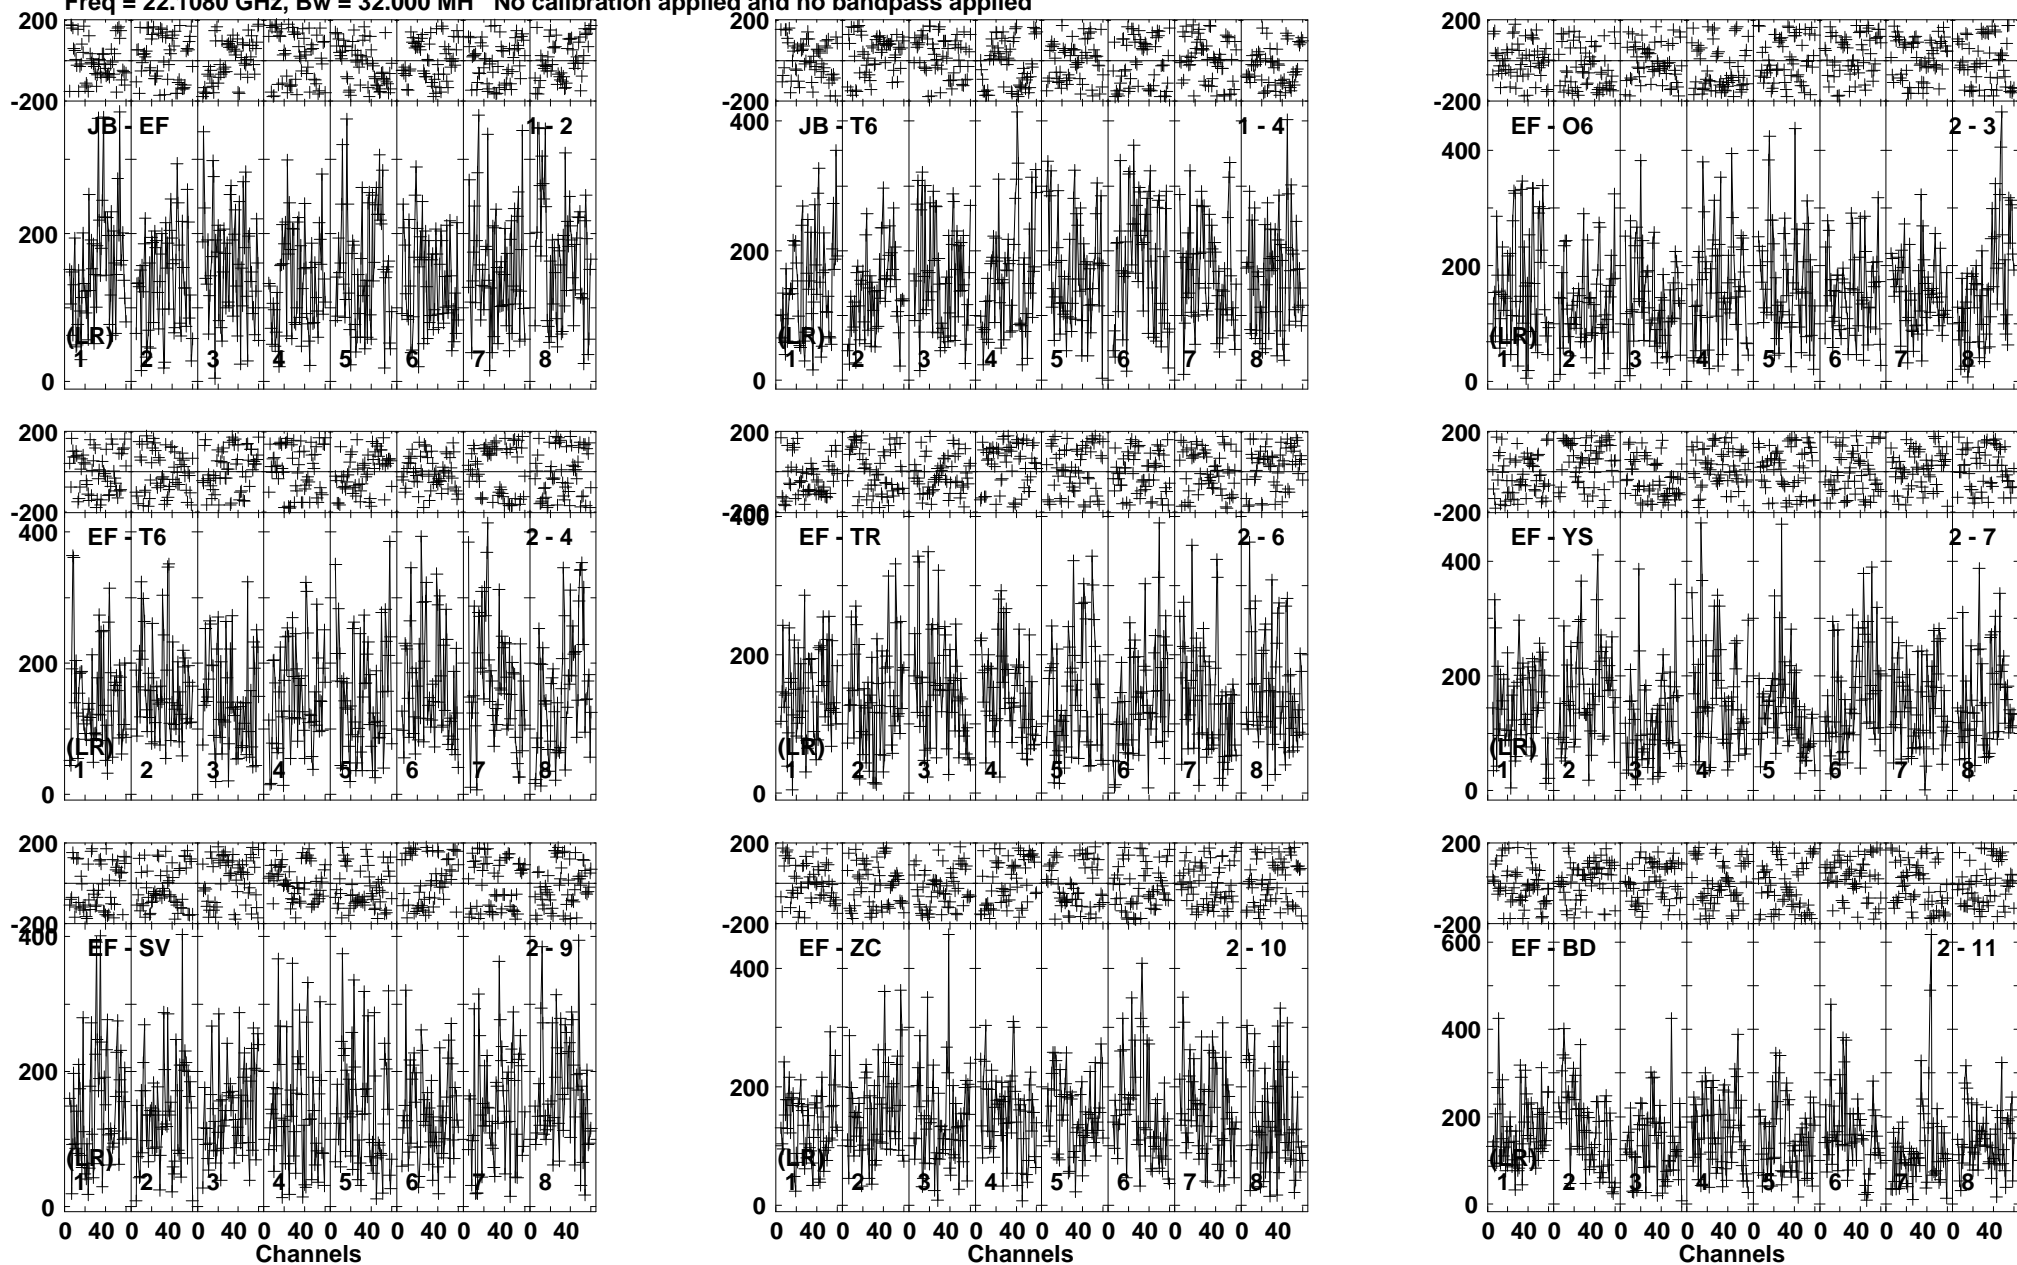 Freq = 22.1080 GHz, Bw = 32.000 MH No calibration applied and no bandpass applied
200 200 200
-200 -200 -200
JB - EF 1 - 2 JB - T6 1 - 4 EF - O6 2 - 3
400 400
200 200 200
(LR) (LR) (LR)
1 2 3 4 5 6 7 8 1 2 3 4 5 6 7 8 1 2 3 4 5 6 7 8
0 0 0
200 200 200
-200 -200 -200
400 400 400
EF - T6 2 - 4 EF - TR 2 - 6 EF - YS 2 - 7
200 200 200
(LR) (LR) (LR)
1 2 3 4 5 6 7 8 1 2 3 4 5 6 7 8 1 2 3 4 5 6 7 8
0 0 0
200 200 200
-200 -200 -200
400 400 600
EF - SV 2 - 9 EF - ZC 2 - 10 EF - BD 2 - 11
400
200 200 200
(LR) (LR) (LR)
1 2 3 4 5 6 7 8 1 2 3 4 5 6 7 8 1 2 3 4 5 6 7 8
0 0 0
0 40 0 40 0 40 0 40 0 40 0 40 0 40 0 40 0 40 0 40 0 40 0 40 0 40 0 40 0 40 0 40 0 40 0 40 0 40 0 40 0 40 0 40 0 40 0 40
Channels Channels Channels